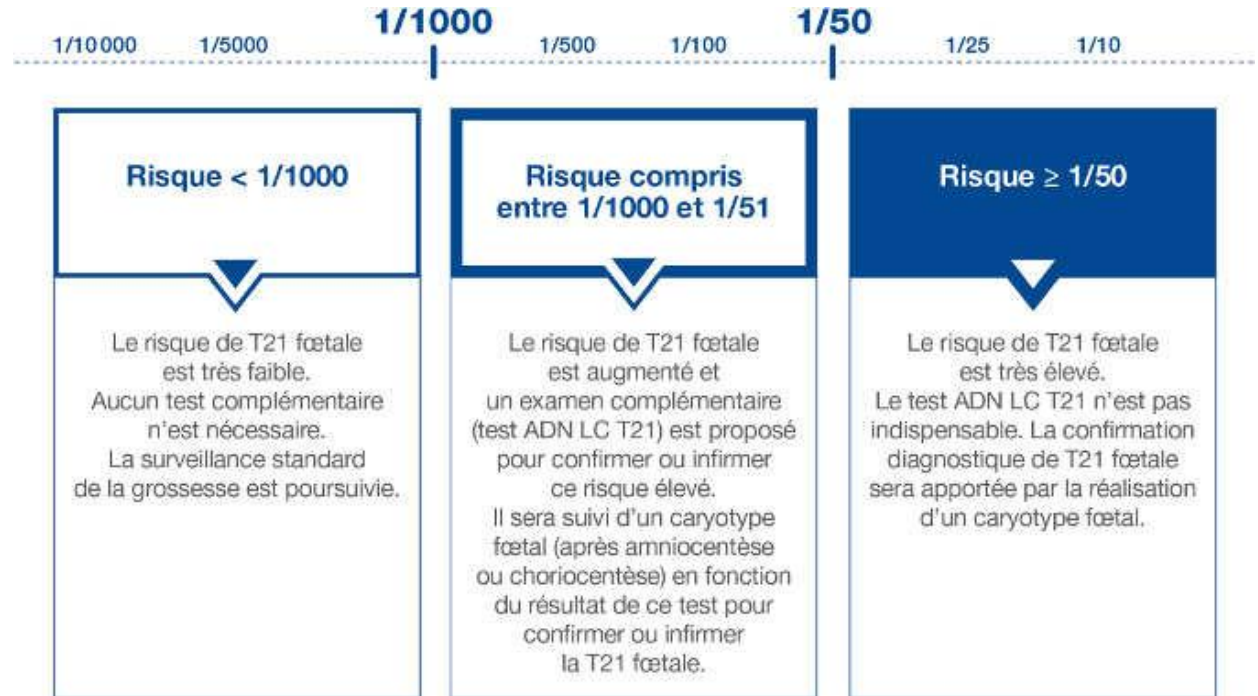 1/10 000 1/5000 1/1000 1/500 1/100 1/50 1/25 1/10
Risque < 1/1000
Le risque de T21 fœtale
est très faible.
Aucun test complémentaire
n'est nécessaire.
La surveillance standard
de la grossesse est poursuivie.
Risque compris
entre 1/1000 et 1/51
Le risque de T21 fœtale
est augmenté et
un examen complémentaire
(test ADN LC T21) est proposé
pour confirmer ou infirmer
ce risque élevé.
Il sera suivi d'un caryotype
fœtal (après amniocentèse
ou choriocentèse) en fonction
du résultat de ce test pour
confirmer ou infirmer
la T21 fœtale.
Risque ≥ 1/50
Le risque de T21 fœtale
est très élevé.
Le test ADN LC T21 n'est pas
indispensable. La confirmation
diagnostique de T21 fœtale
sera apportée par la réalisation
d'un caryotype fœtal.